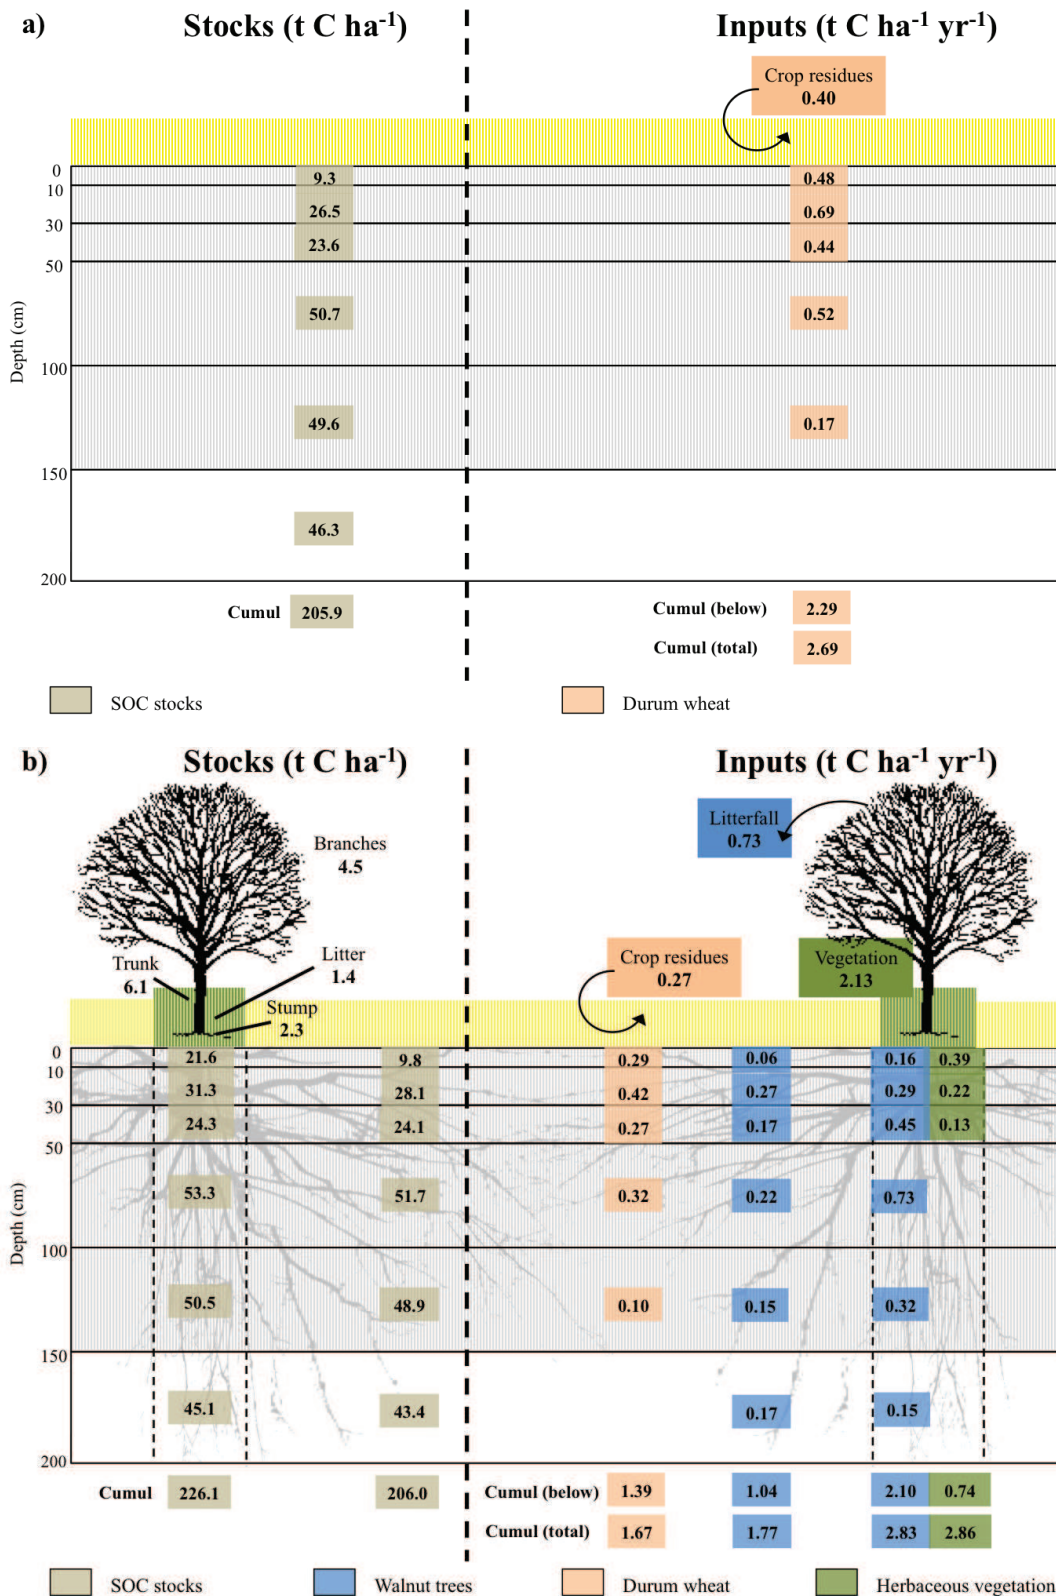 a)
Stocks (t C ha-1)
Inputs (t C ha-1 yr-1)
Crop residues
0.40
0
9.3
0.48
10
26.5
0.69
30
23.6
0.44
50
50.7
0.52
Depth (cm)
100
49.6
0.17
150
46.3
200
Cumul 205.9
Cumul (below) 2.29
Cumul (total) 2.69
SOC stocks
Durum wheat
b)
Stocks (t C ha-1)
Inputs (t C ha-1 yr-1)
Litterfall
0.73
Branches
4.5
Trunk
6.1
Litter
1.4
Stump
2.3
Crop residues
0.27
Vegetation
2.13
0
21.6 9.8 0.29 0.06 0.16 0.39
10
31.3 28.1 0.42 0.27 0.29 0.22
30
24.3 24.1 0.27 0.17 0.45 0.13
50
53.3 51.7 0.32 0.22 0.73
Depth (cm)
100
50.5 48.9 0.10 0.15 0.32
150
45.1 43.4 0.17 0.15
200
Cumul 226.1 206.0
Cumul (below) 1.39 1.04 2.10 0.74
Cumul (total) 1.67 1.77 2.83 2.86
SOC stocks
Walnut trees
Durum wheat
Herbaceous vegetation